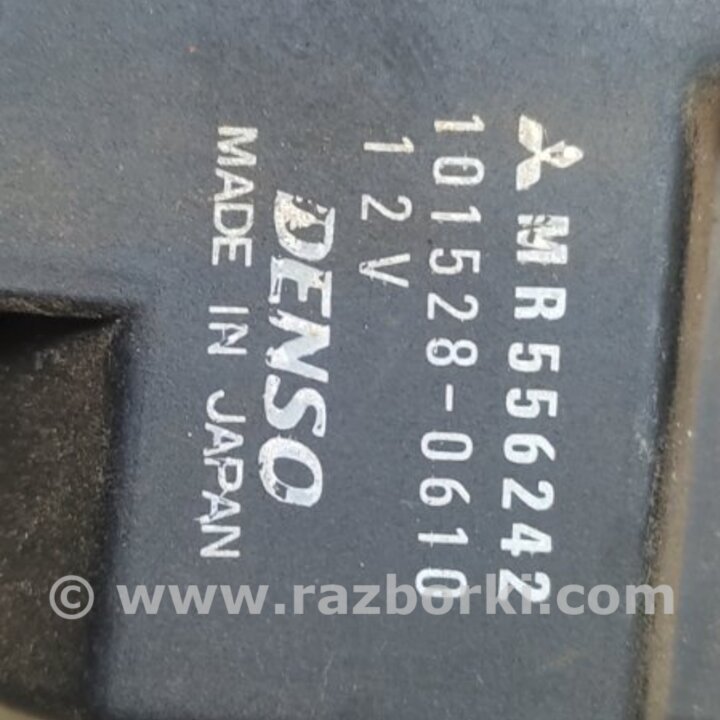 MR556242
101528-0610
12V
DENSO
MADE IN JAPAN
© www.razborki.com